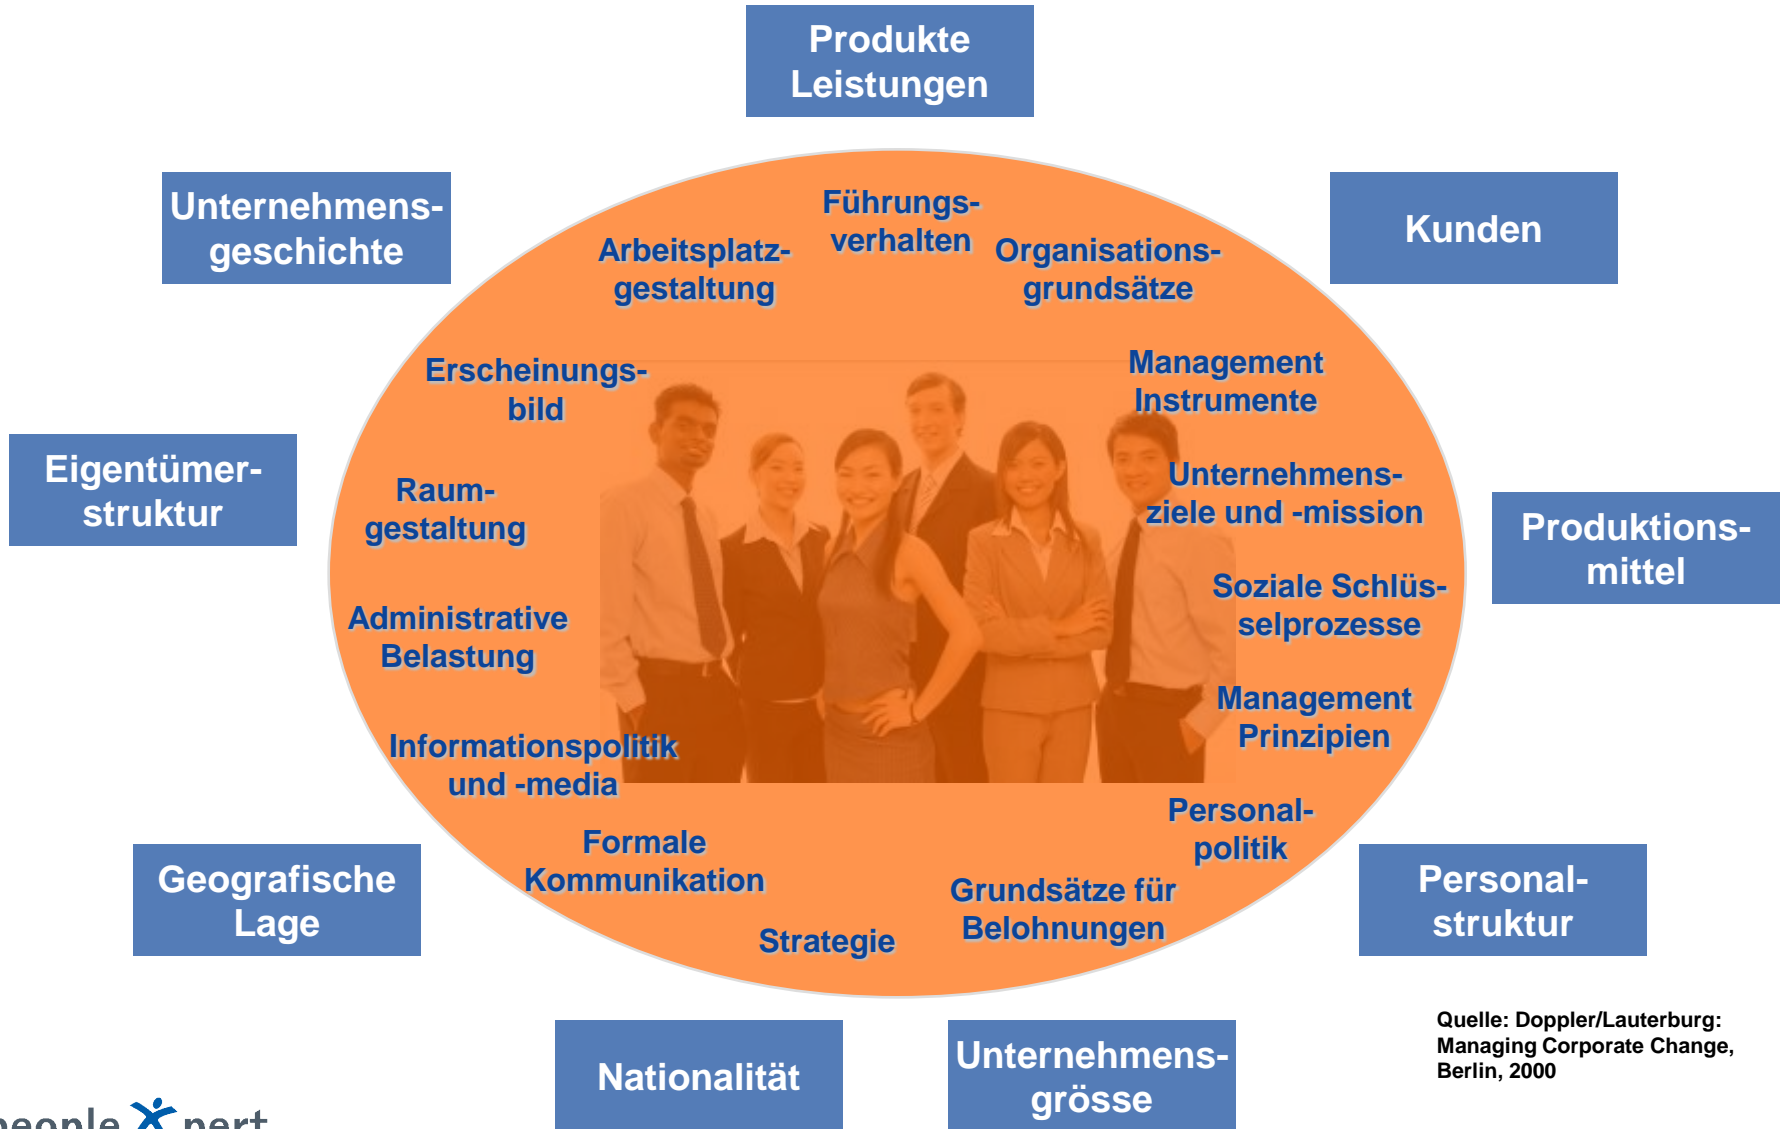 Produkte
Leistungen
Unternehmens-
geschichte
Kunden
Führungs-
verhalten
Arbeitsplatz-
gestaltung
Organisations-
grundsätze
Erscheinungs-
bild
Management
Instrumente
Eigentümer-
struktur
Raum-
gestaltung
Unternehmens-
ziele und -mission
Produktions-
mittel
Soziale Schlüs-
selprozesse
Administrative
Belastung
Management
Prinzipien
Informationspolitik
und -media
Personal-
politik
Formale
Kommunikation
Geografische
Lage
Grundsätze für
Belohnungen
Personal-
struktur
Strategie
Nationalität
Unternehmens-
grösse
Quelle: Doppler/Lauterburg:
Managing Corporate Change,
Berlin, 2000
people Xpert